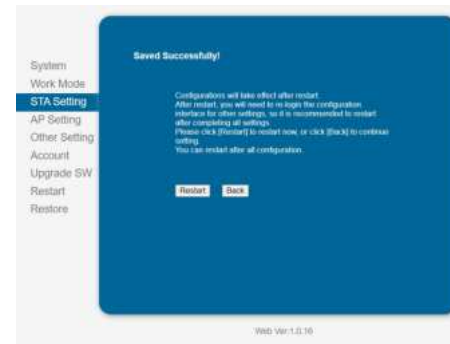 System
Work Mode
STA Setting
AP Setting
Other Setting
Account
Upgrade SW
Restart
Restore
Saved Successfully!
Configurations will take effect after restart.
After restart, you will need to re-login the configuration
interface for other settings, so it is recommended to restart
after completing all settings.
Please click [Restart] to restart now, or click [Back] to continue
setting.
You can restart after all configuration.
Restart Back
Web Ver:1.0.16